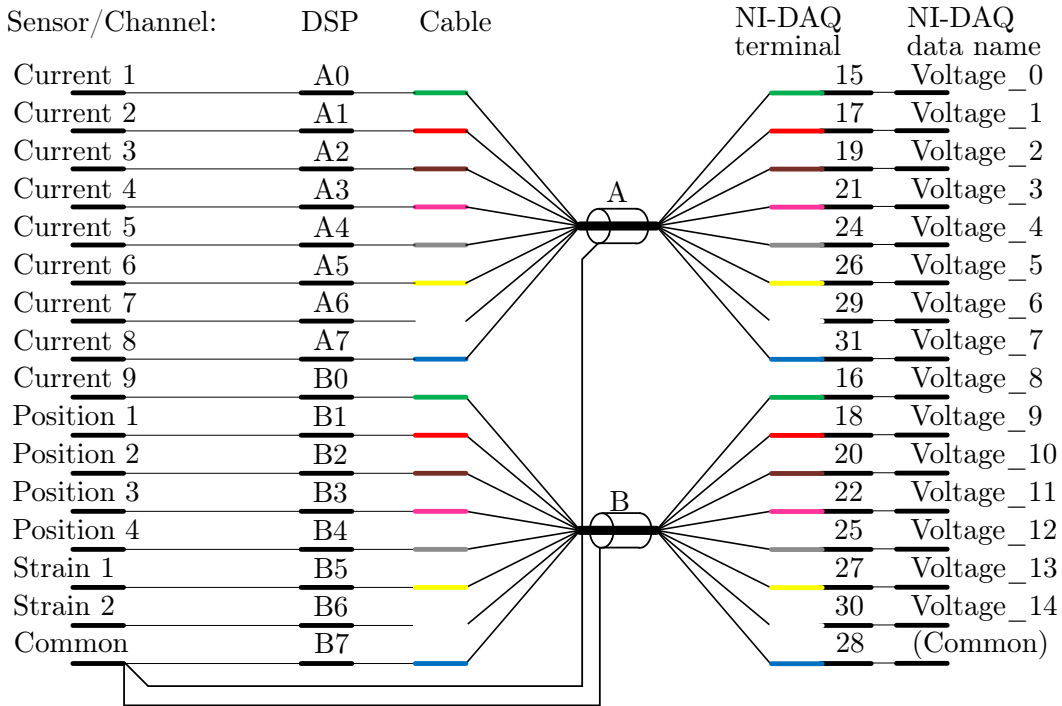 Sensor/Channel: DSP Cable NI-DAQ NI-DAQ
terminal data name
Current 1 A0 15 Voltage_0
Current 2 A1 17 Voltage_1
Current 3 A2 19 Voltage_2
Current 4 A3 A 21 Voltage_3
Current 5 A4 24 Voltage_4
Current 6 A5 26 Voltage_5
Current 7 A6 29 Voltage_6
Current 8 A7 31 Voltage_7
Current 9 B0 16 Voltage_8
Position 1 B1 18 Voltage_9
Position 2 B2 20 Voltage_10
Position 3 B3 B 22 Voltage_11
Position 4 B4 25 Voltage_12
Strain 1 B5 27 Voltage_13
Strain 2 B6 30 Voltage_14
Common B7 28 (Common)